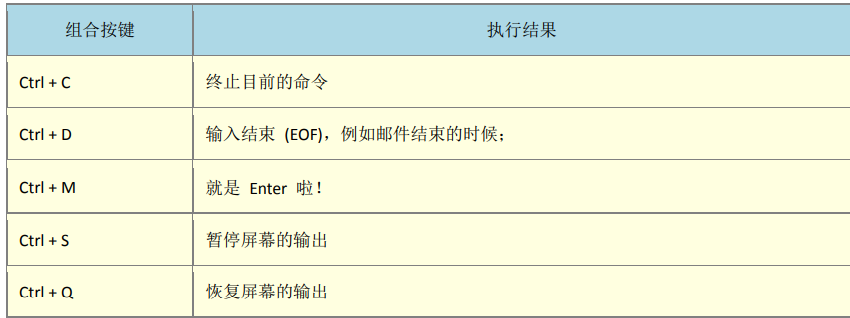 组合按键 执行结果
Ctrl + C 终止目前的命令
Ctrl + D 输入结束 (EOF)，例如邮件结束的时候；
Ctrl + M 就是 Enter 啦！
Ctrl + S 暂停屏幕的输出
Ctrl + Q 恢复屏幕的输出